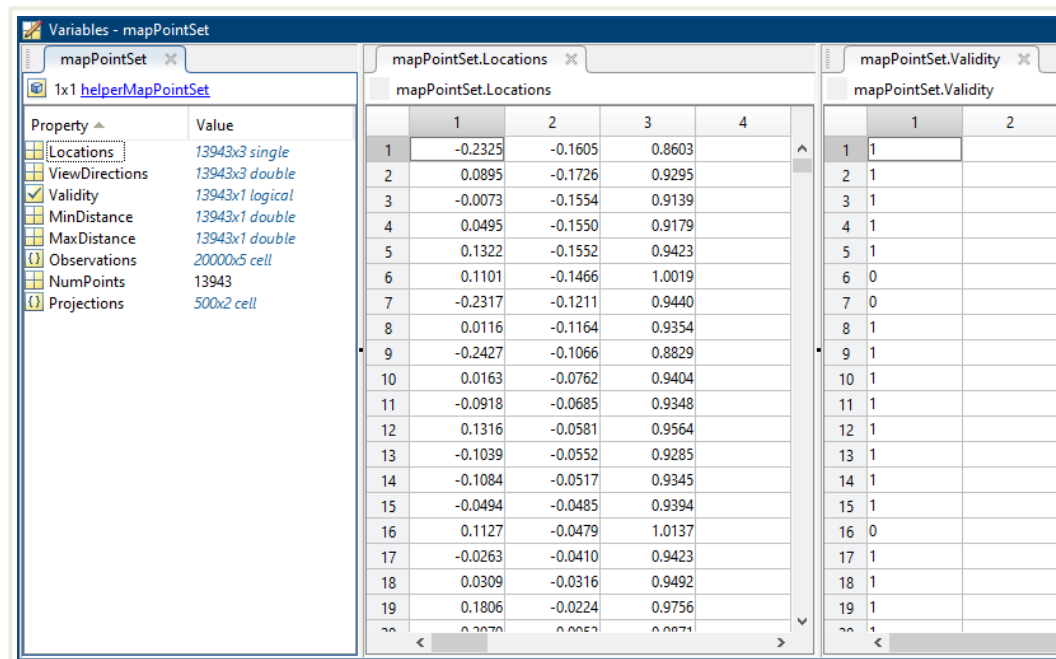 Variables - mapPointSet
mapPointSet
mapPointSet.Locations
mapPointSet.Validity
1x1 helperMapPointSet
mapPointSet.Locations
mapPointSet.Validity
Property Value
Locations 13943x3 single
ViewDirections 13943x3 double
Validity 13943x1 logical
MinDistance 13943x1 double
MaxDistance 13943x1 double
Observations 20000x5 cell
NumPoints 13943
Projections 500x2 cell
1 2 3 4
1 -0.2325 -0.1605 0.8603
2 0.0895 -0.1726 0.9295
3 -0.0073 -0.1554 0.9139
4 0.0495 -0.1550 0.9179
5 0.1322 -0.1552 0.9423
6 0.1101 -0.1466 1.0019
7 -0.2317 -0.1211 0.9440
8 0.0116 -0.1164 0.9354
9 -0.2427 -0.1066 0.8829
10 0.0163 -0.0762 0.9404
11 -0.0918 -0.0685 0.9348
12 0.1316 -0.0581 0.9564
13 -0.1039 -0.0552 0.9285
14 -0.1084 -0.0517 0.9345
15 -0.0494 -0.0485 0.9394
16 0.1127 -0.0479 1.0137
17 -0.0263 -0.0410 0.9423
18 0.0309 -0.0316 0.9492
19 0.1806 -0.0224 0.9756
1 2
1 1
2 1
3 1
4 1
5 1
6 0
7 0
8 1
9 1
10 1
11 1
12 1
13 1
14 1
15 1
16 0
17 1
18 1
19 1